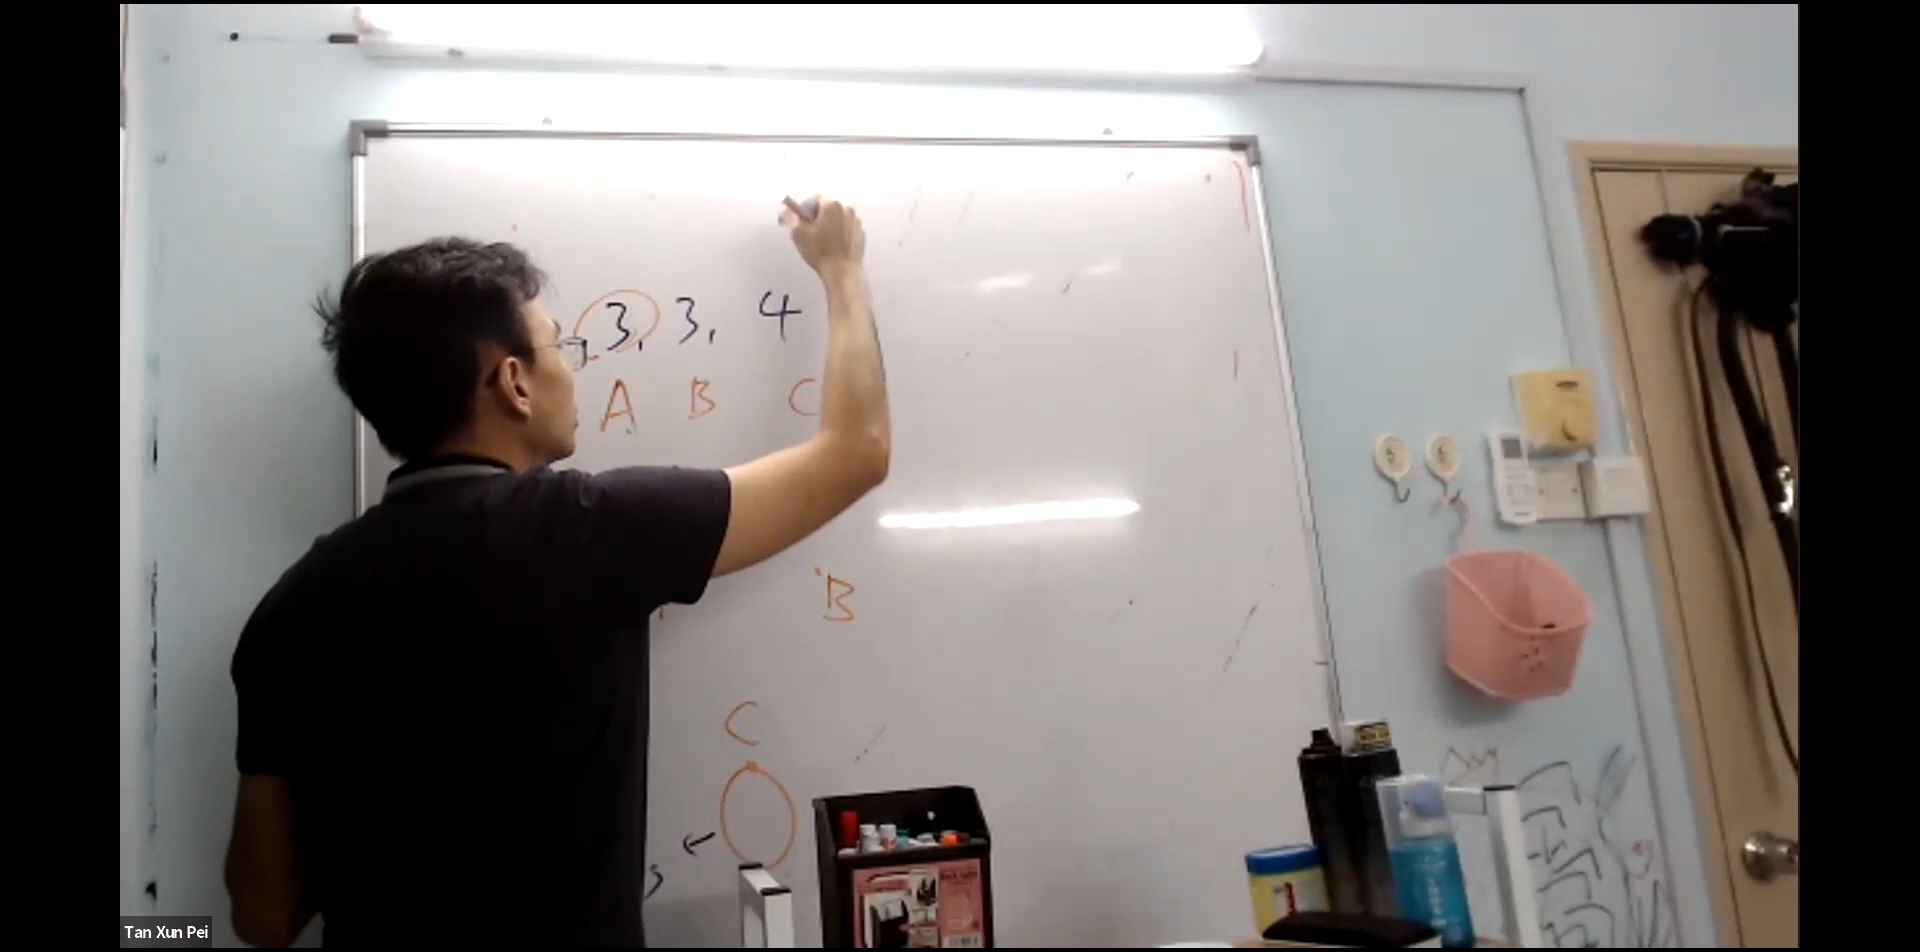 3, 3, 4
A B C
B
C
←
Tan Xun Pei